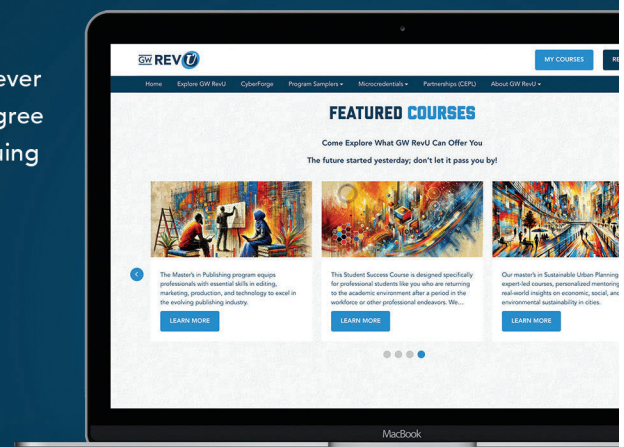 ever
gree
uing
GW REVU
MY COURSES
RE
Home Explore GW RevU CyberForge Program Samplers Microcredentials Partnerships (CEPL) About GW RevU
FEATURED COURSES
Come Explore What GW RevU Can Offer You
The future started yesterday; don't let it pass you by!
The Master's in Publishing program equips
professionals with essential skills in editing,
marketing, production, and technology to excel in
the evolving publishing industry.
LEARN MORE
This Student Success Course is designed specifically
for professional students like you who are returning
to the academic environment after a period in the
workforce or other professional endeavors. We…
LEARN MORE
Our master's in Sustainable Urban Planning
expert-led courses, personalized mentoring
real-world insights on economic, social, and
environmental sustainability in cities.
LEARN MORE
MacBook